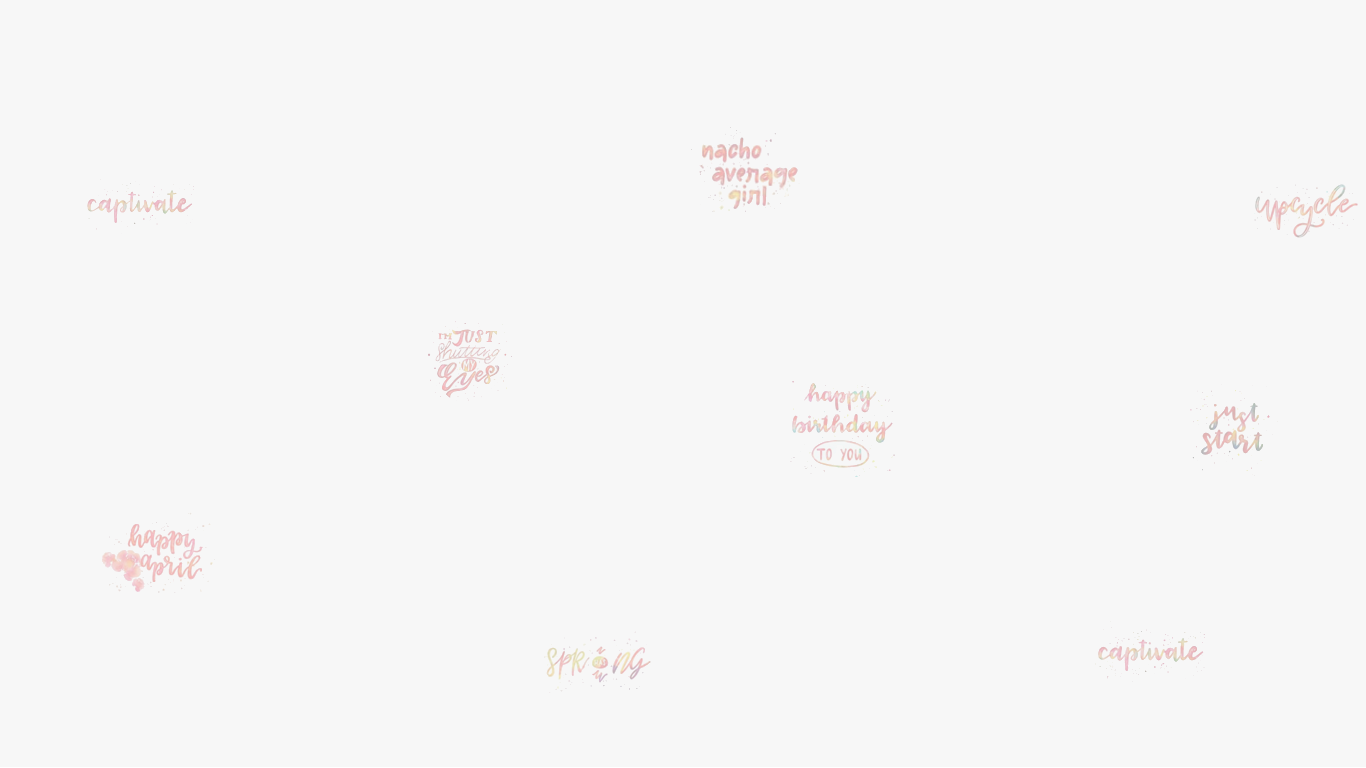 nacho
average
girl
captivate
upcycle
I'M JUST
Shutting
MY
Eyes
happy
birthday
TO YOU
just
start
happy
april
SPRING
captivate